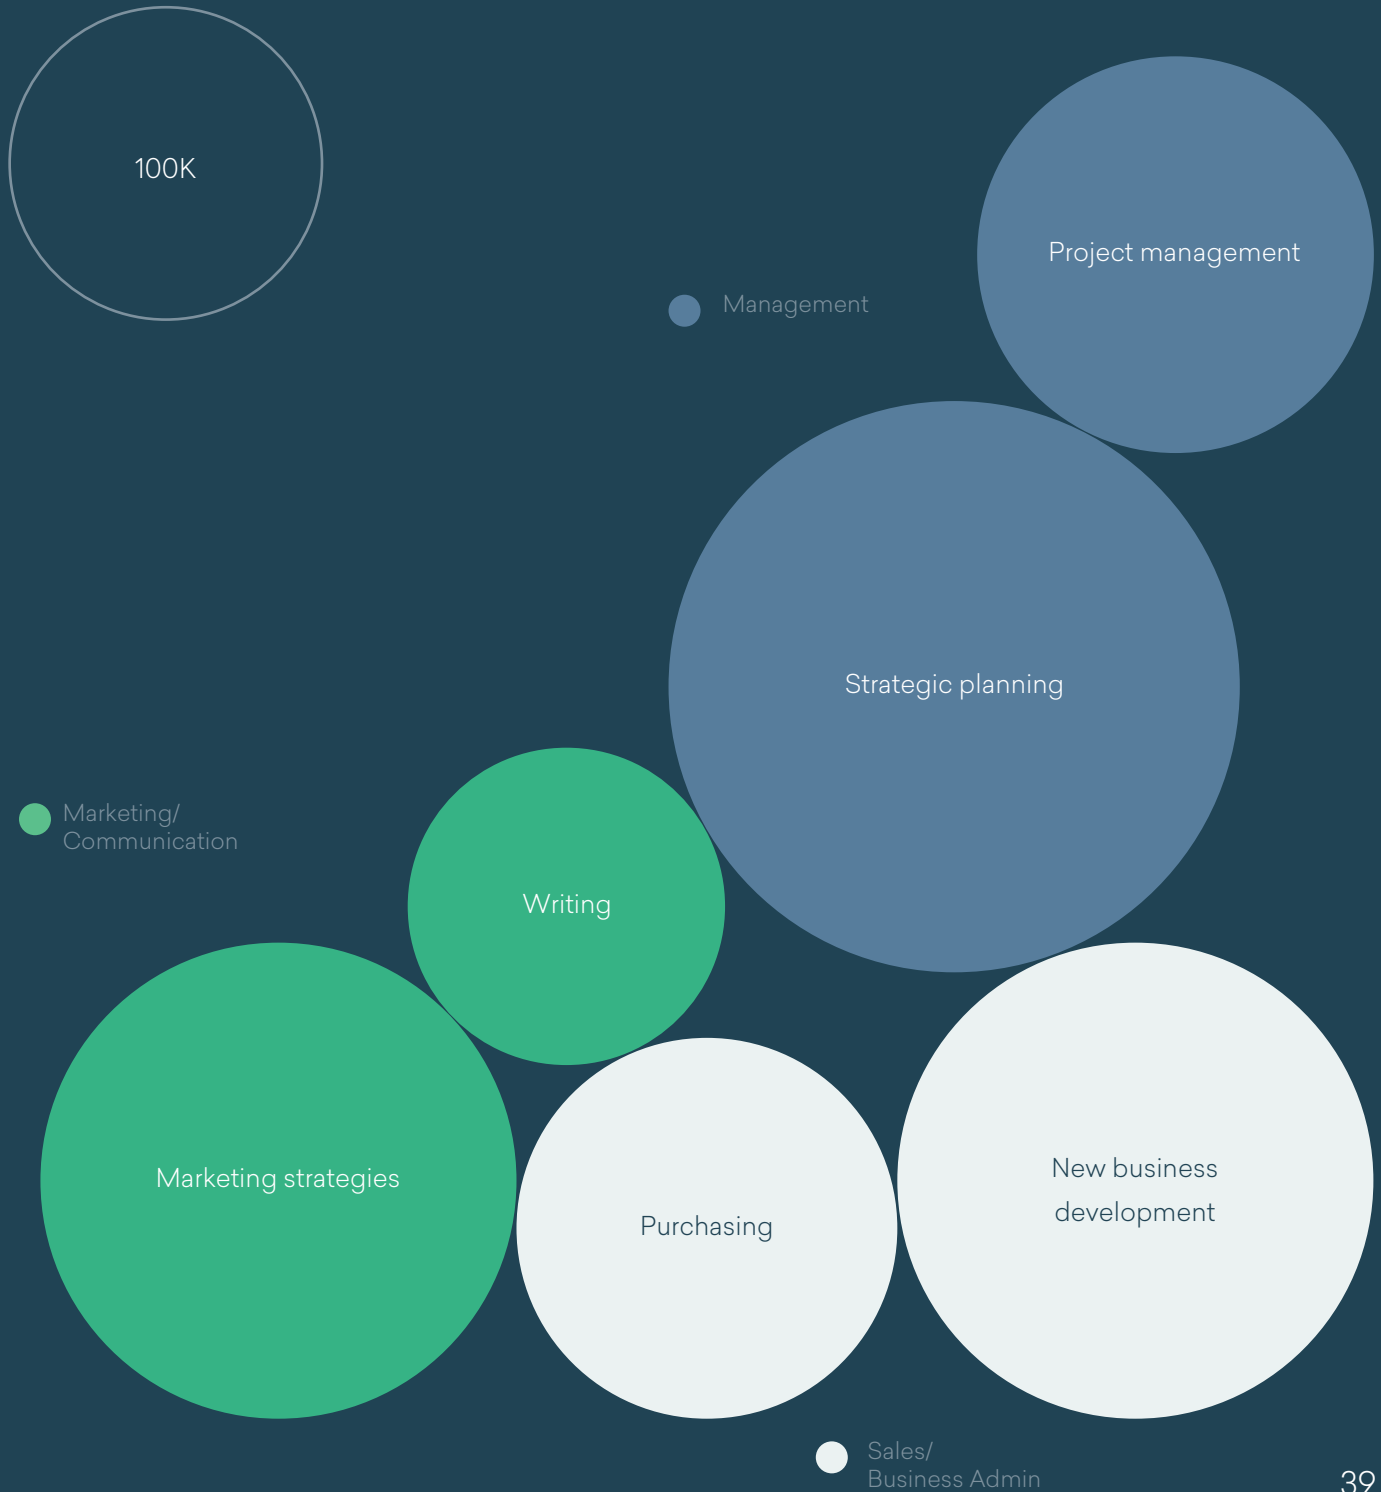 100K
Project management
Management
Strategic planning
Marketing/
Communication
Writing
Marketing strategies
New business
development
Purchasing
Sales/
Business Admin
39